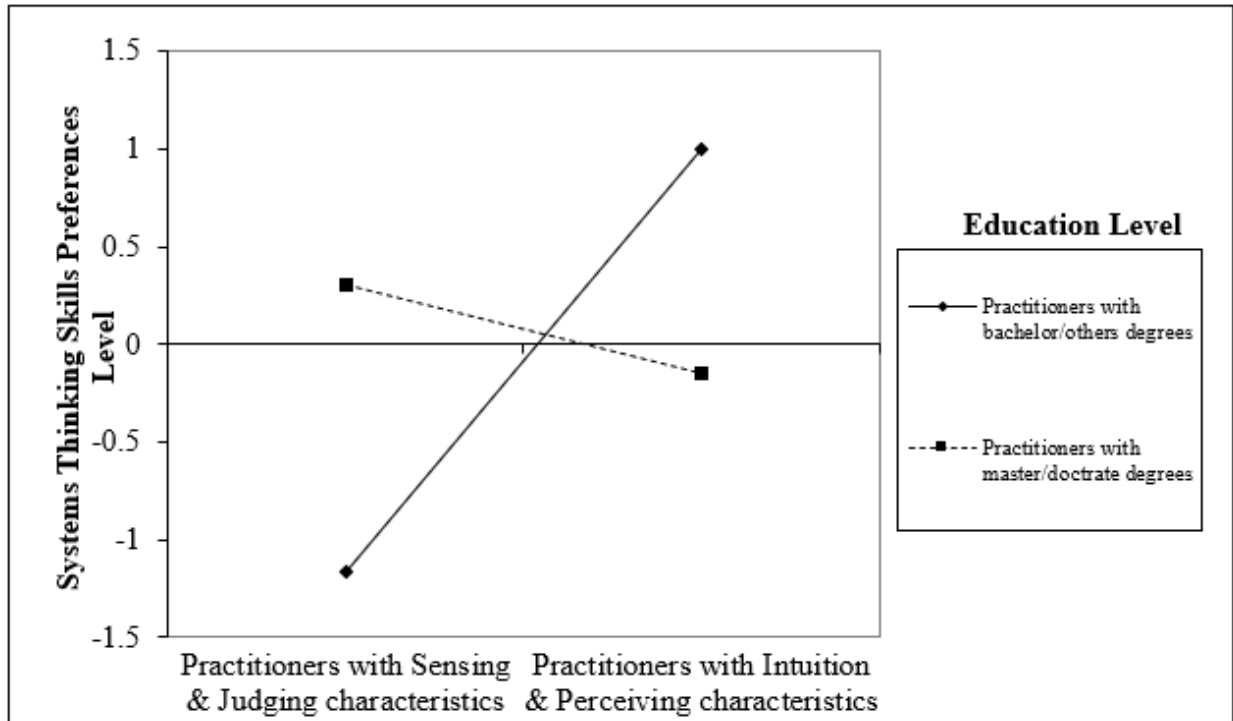 Systems Thinking Skills Preferences
Level
1.5
1
0.5
0
-0.5
-1
-1.5
Practitioners with Sensing
& Judging characteristics
Practitioners with Intuition
& Perceiving characteristics
Education Level
Practitioners with
bachelor/others degrees
Practitioners with
master/doctrate degrees